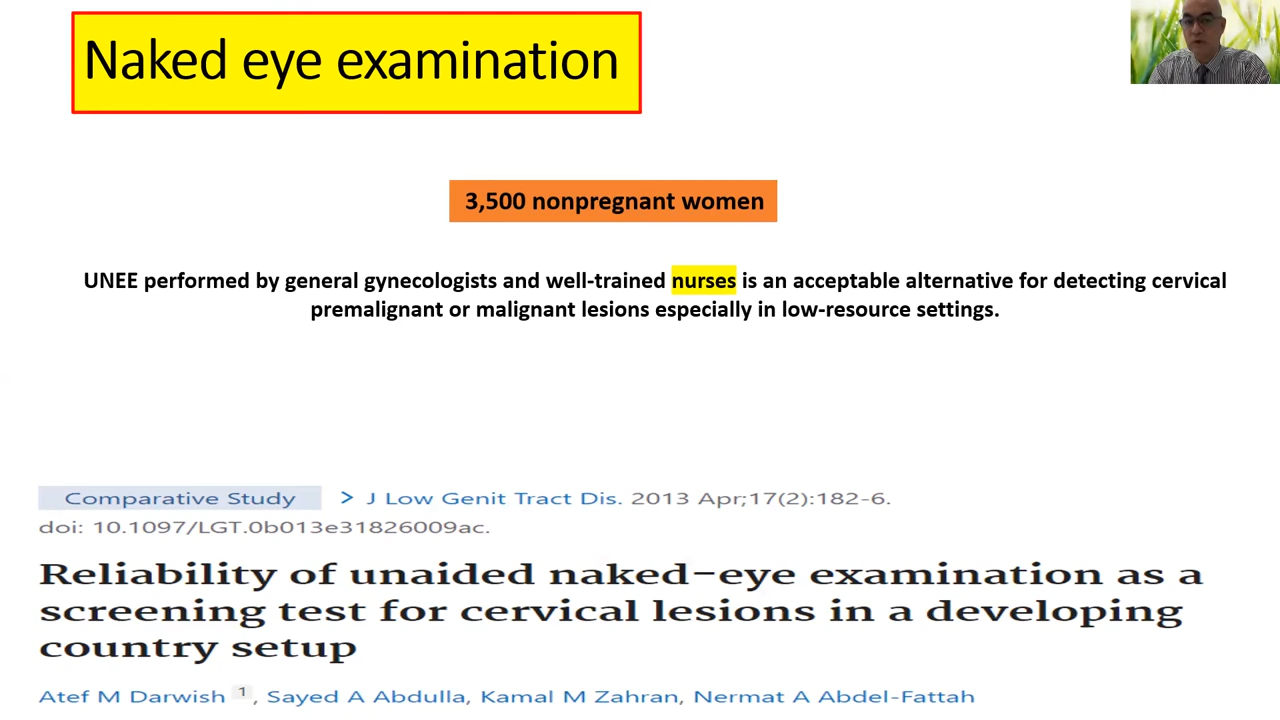 Naked eye examination
3,500 nonpregnant women
UNEE performed by general gynecologists and well-trained nurses is an acceptable alternative for detecting cervical
premalignant or malignant lesions especially in low-resource settings.
Comparative Study > J Low Genit Tract Dis. 2013 Apr;17(2):182-6.
doi: 10.1097/LGT.0b013e31826009ac.
Reliability of unaided naked-eye examination as a
screening test for cervical lesions in a developing
country setup
Atef M Darwish 1, Sayed A Abdulla, Kamal M Zahran, Nermat A Abdel-Fattah